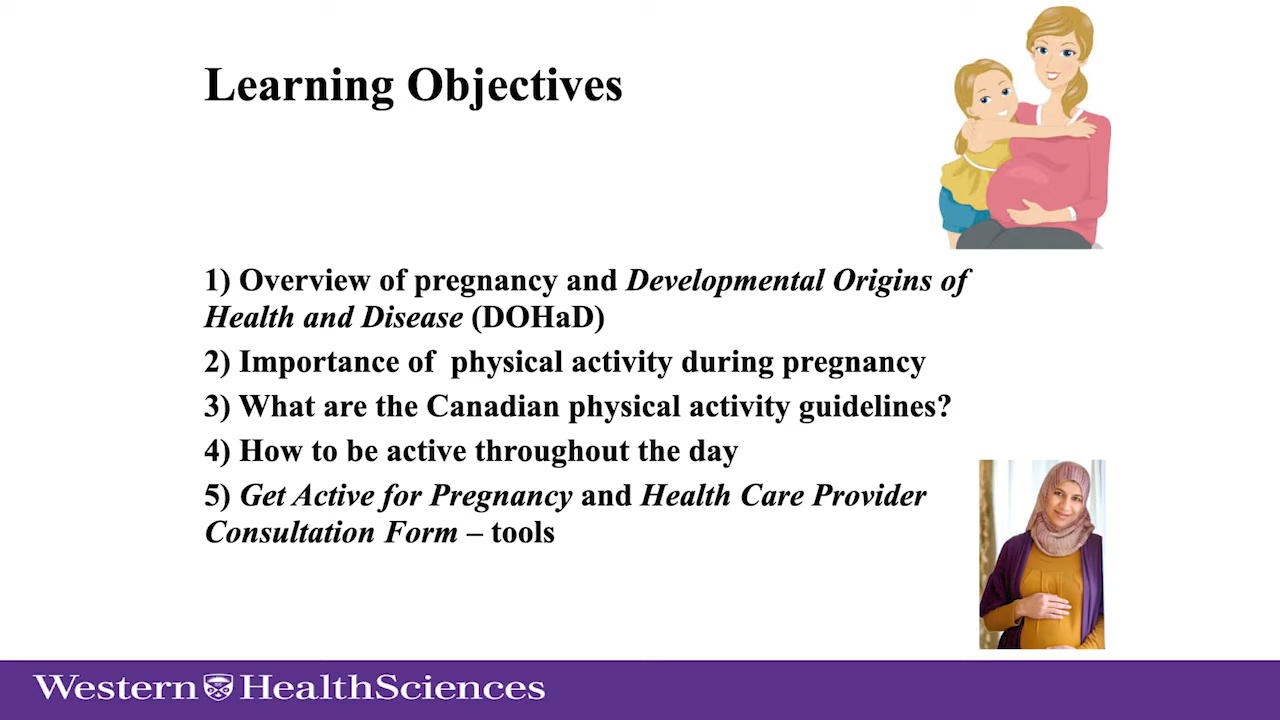 Learning Objectives
1) Overview of pregnancy and Developmental Origins of
Health and Disease (DOHaD)
2) Importance of  physical activity during pregnancy
3) What are the Canadian physical activity guidelines?
4) How to be active throughout the day
5) Get Active for Pregnancy and Health Care Provider
Consultation Form – tools
Western HealthSciences